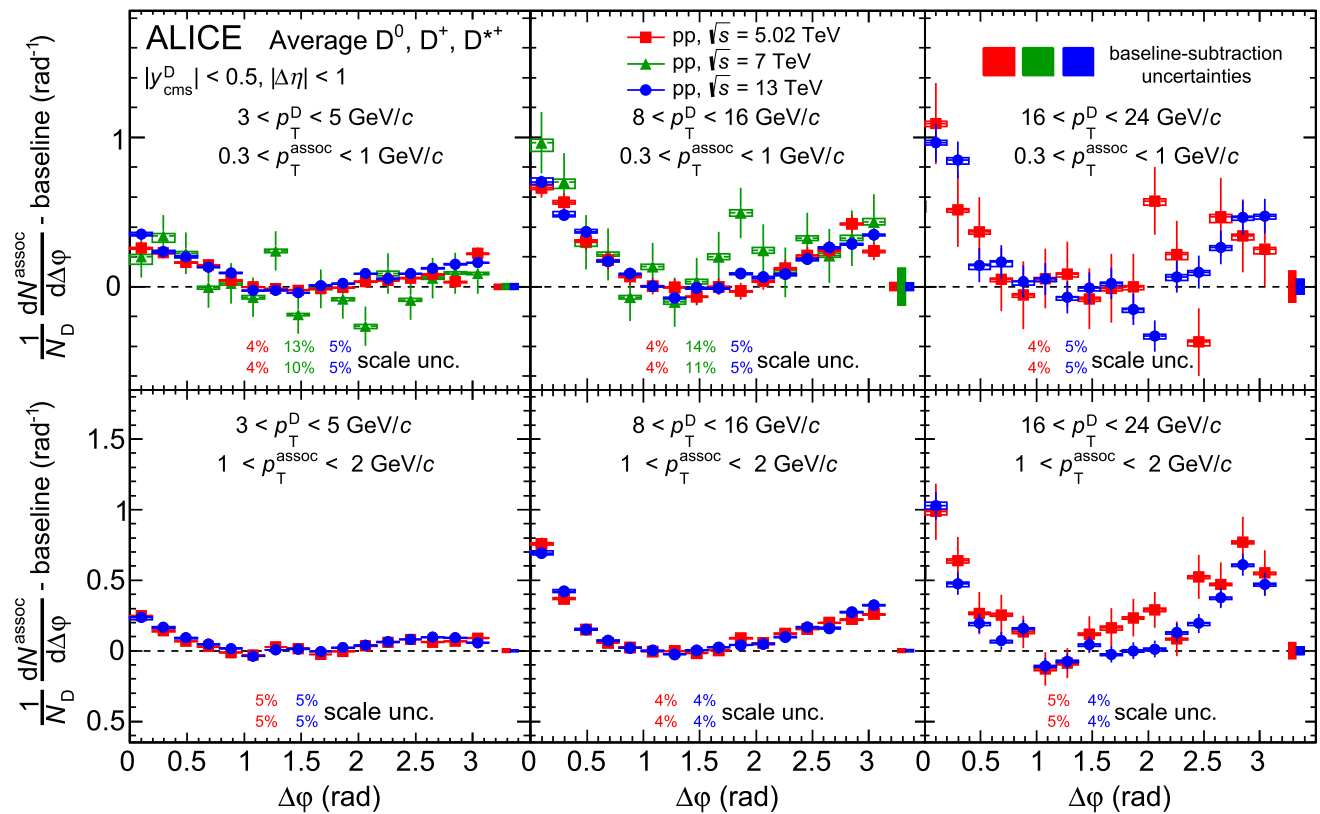 ALICE Average D⁰, D⁺, D*⁺
|y^D_cms| < 0.5, |Δη| < 1
3 < p_T^D < 5 GeV/c
0.3 < p_T^assoc < 1 GeV/c
4% 13% 5%
4% 10% 5%
scale unc.
pp, √s = 5.02 TeV
pp, √s = 7 TeV
pp, √s = 13 TeV
8 < p_T^D < 16 GeV/c
0.3 < p_T^assoc < 1 GeV/c
4% 14% 5%
4% 11% 5%
scale unc.
baseline-subtraction
uncertainties
16 < p_T^D < 24 GeV/c
0.3 < p_T^assoc < 1 GeV/c
4% 5%
4% 5%
scale unc.
1/N_D dN^assoc/dΔφ - baseline (rad⁻¹)
1
0
3 < p_T^D < 5 GeV/c
1 < p_T^assoc < 2 GeV/c
5% 5%
5% 5%
scale unc.
8 < p_T^D < 16 GeV/c
1 < p_T^assoc < 2 GeV/c
4% 4%
4% 4%
scale unc.
16 < p_T^D < 24 GeV/c
1 < p_T^assoc < 2 GeV/c
5% 4%
5% 4%
scale unc.
1/N_D dN^assoc/dΔφ - baseline (rad⁻¹)
1.5
1
0.5
0
0.5
0 0.5 1 1.5 2 2.5 3
0 0.5 1 1.5 2 2.5 3
0 0.5 1 1.5 2 2.5 3
Δφ (rad)
Δφ (rad)
Δφ (rad)